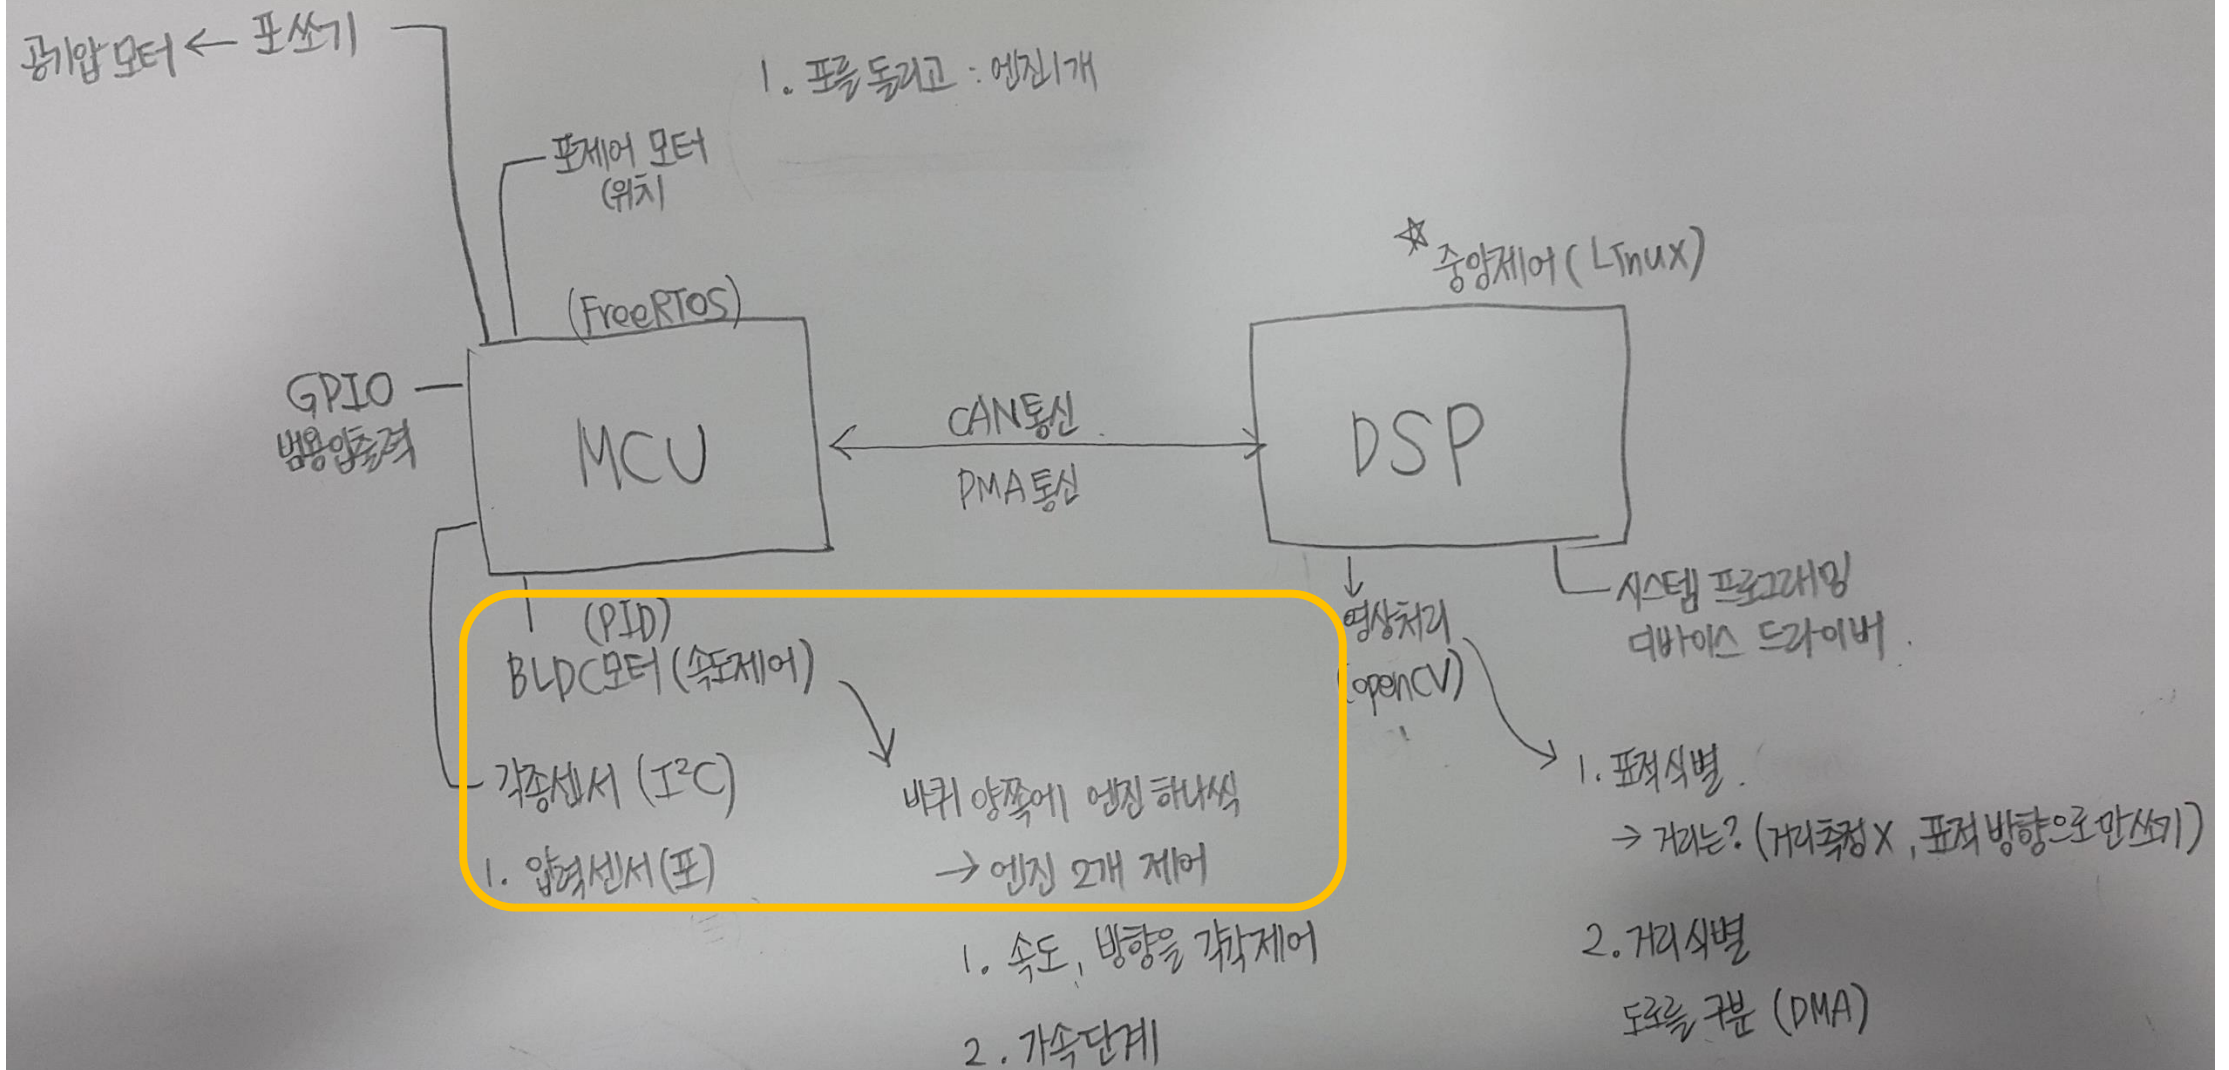 공기압 모터 ← 포쏘기
1. 포를 돌리고 : 엔진1개
포제어 모터
(위치
☆ 중앙제어 (Linux)
(FreeRTOS)
GPIO
범용입출력
MCU
CAN통신
DMA통신
DSP
(PID)
BLDC모터 (속도제어)
각종센서 (I²C)
1. 압력센서(포)
바퀴 양쪽에 엔진 하나씩
→ 엔진 2개 제어
1. 속도, 방향을 각각제어
2. 가속단계
영상처리
(openCV)
시스템 프로그래밍
디바이스 드라이버.
1. 표적식별.
→ 거리는? (거리측정X, 표적 방향으로만쏘기)
2. 거리식별
도로를 구분 (DMA)